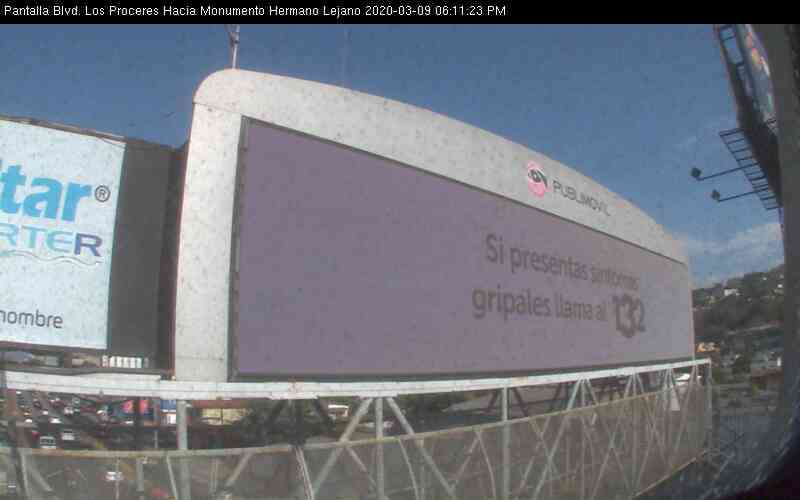 Pantalla Blvd. Los Proceres Hacia Monumento Hermano Lejano 2020-03-09 06:11:23 PM
PUBLIMOVIL
tar®
RTER
nombre
Si presentas síntomas
gripales llama al 132